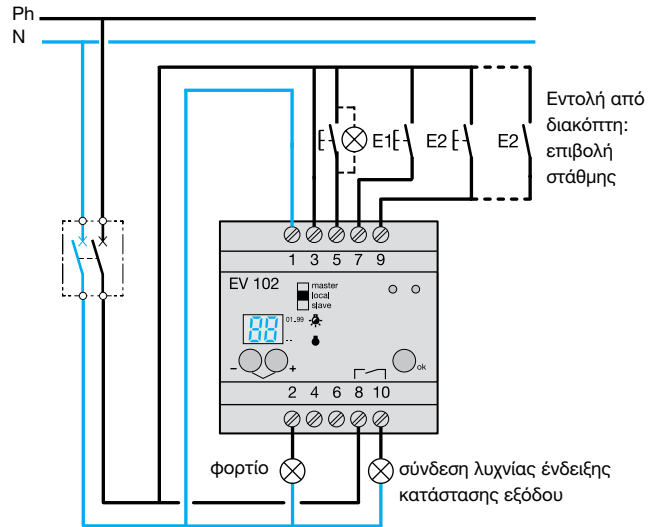 Ph
N
Εντολή από
διακόπτη:
επιβολή
στάθμης
E1
E2
E2
1 3 5 7 9
EV 102
master
local
slave
88
01-99
--
- +
ok
2 4 6 8 10
φορτίο
σύνδεση λυχνίας ένδειξης
κατάστασης εξόδου